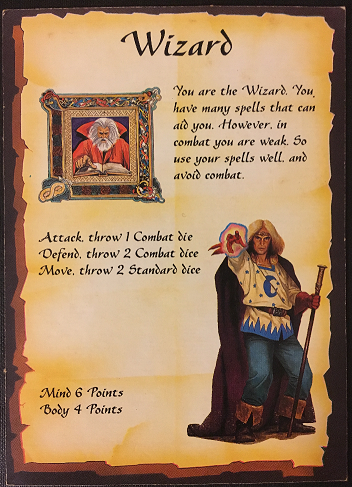 Wizard
You are the Wizard. You
have many spells that can
aid you. However, in
combat you are weak. So
use your spells well, and
avoid combat.
Attack, throw 1 Combat die
Defend, throw 2 Combat dice
Move, throw 2 Standard dice
Mind 6 Points
Body 4 Points